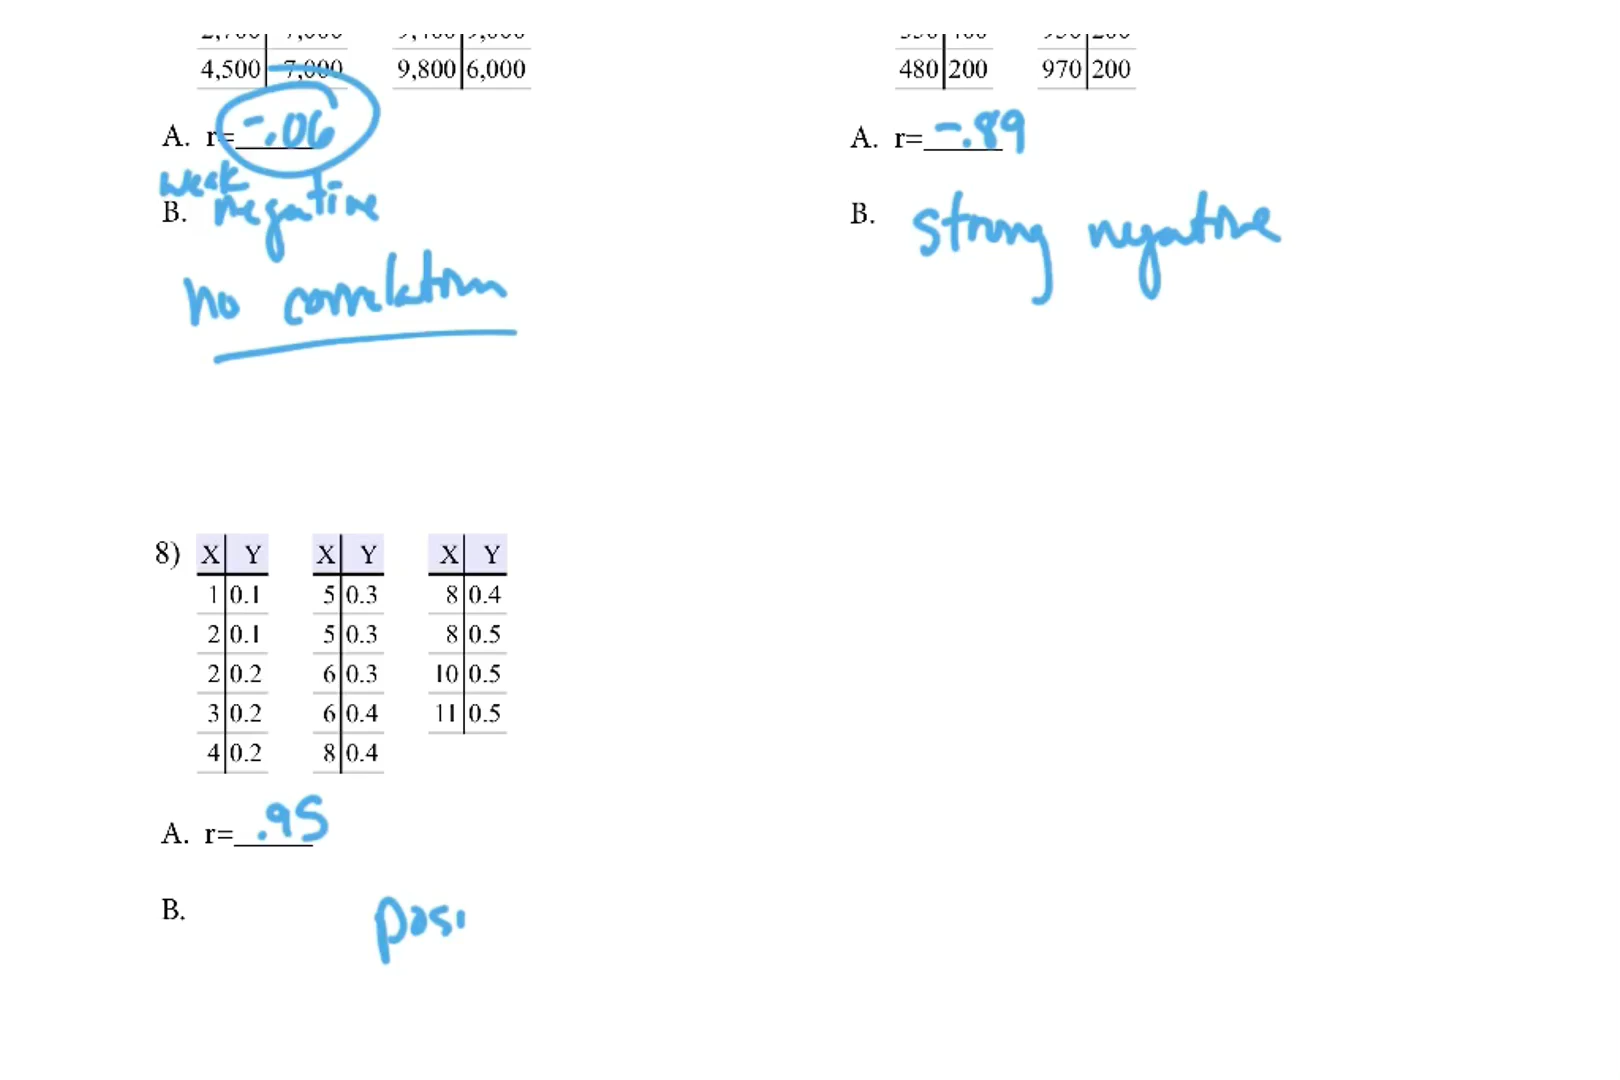 4,500 7,000 9,800 6,000
A. r= -.06
weak
B. negative
no correlation
480 200 970 200
A. r= -.89
B. strong negative
8) X Y X Y X Y
1 0.1 5 0.3 8 0.4
2 0.1 5 0.3 8 0.5
2 0.2 6 0.3 10 0.5
3 0.2 6 0.4 11 0.5
4 0.2 8 0.4
A. r= .95
B. posi